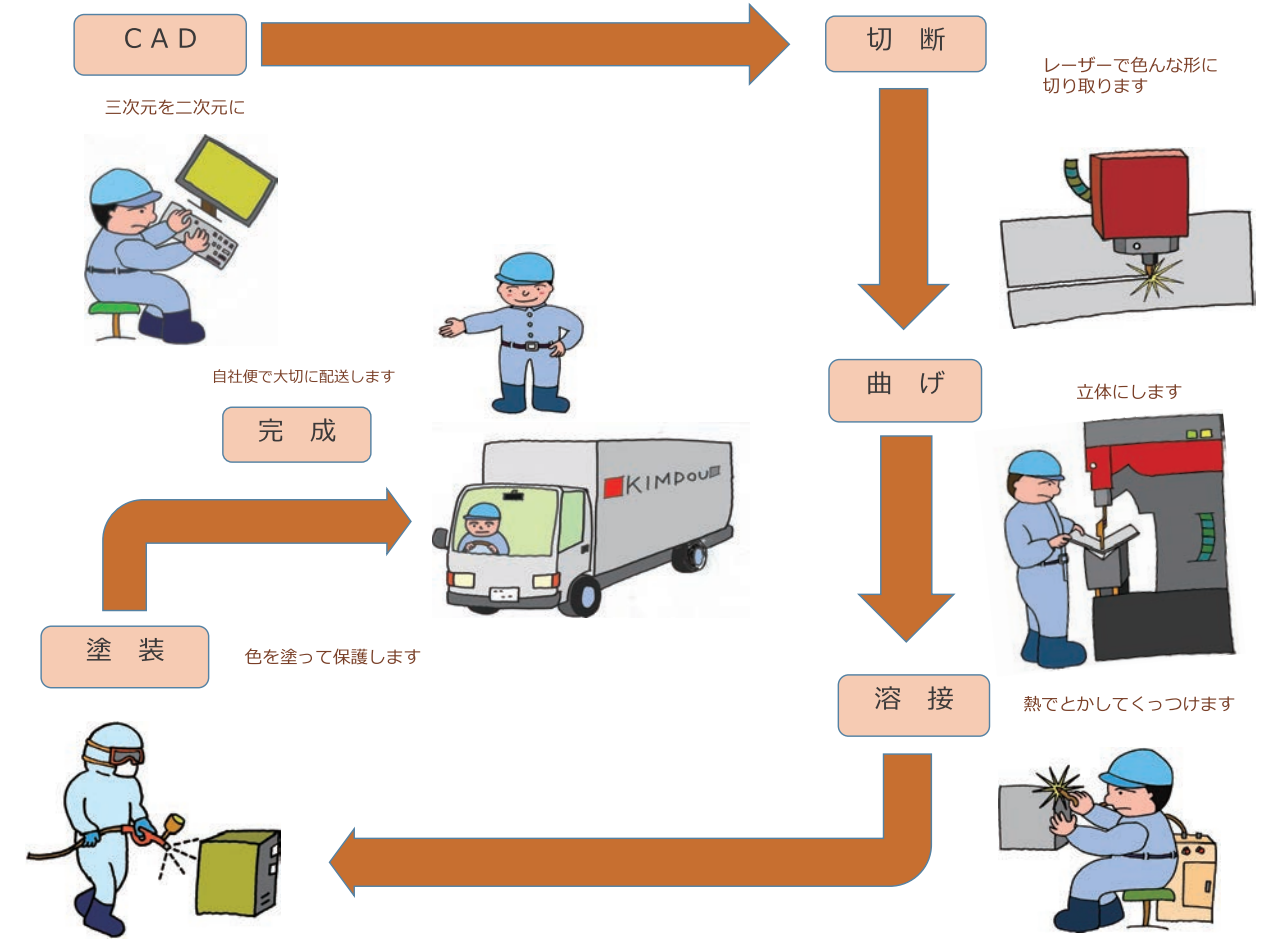 ＣＡＤ
三次元を二次元に
切　断
レーザーで色んな形に
切り取ります
曲　げ
立体にします
溶　接
熱でとかしてくっつけます
塗　装
色を塗って保護します
完　成
自社便で大切に配送します
KIMDOU